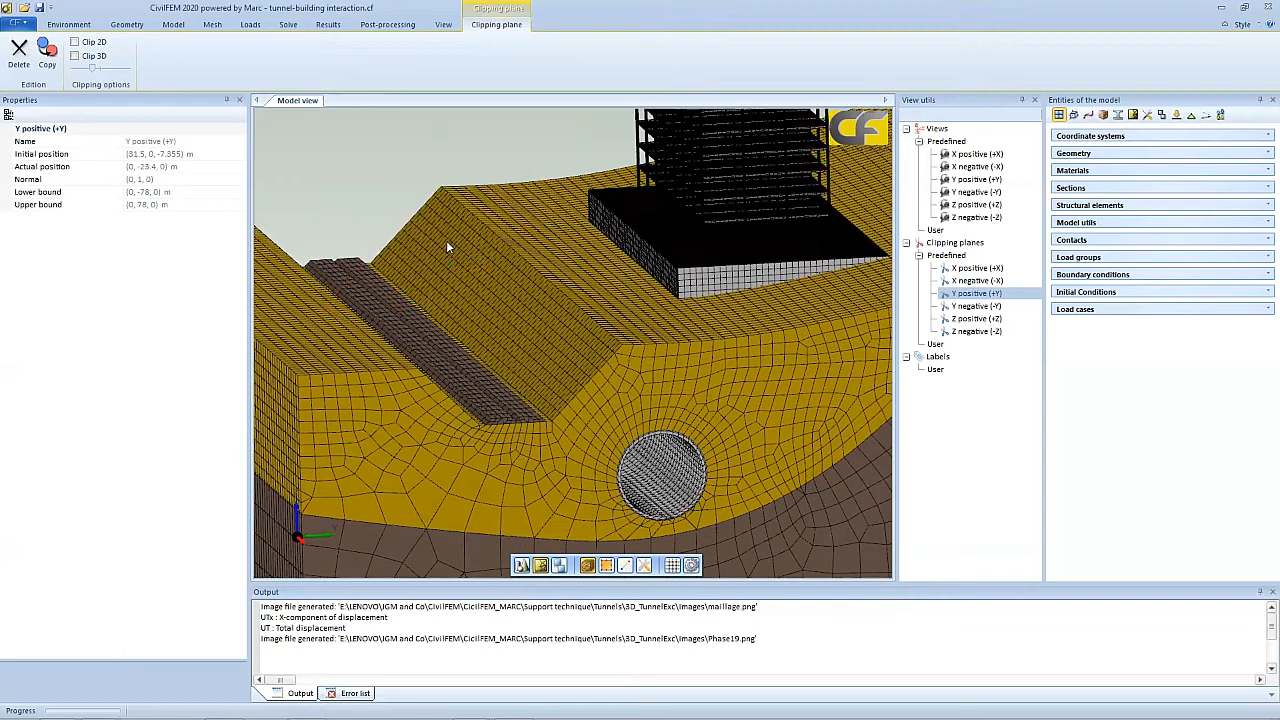 CivilFEM 2020 powered by Marc - tunnel-building interaction.cf
Clipping plane
CF
Environment
Geometry
Model
Mesh
Loads
Solve
Results
Post-processing
View
Clipping plane
Style
Delete
Copy
Clip 2D
Clip 3D
Edition
Clipping options
Properties
Y positive (+Y)
Name Y positive (+Y)
Initial position (31.5, 0, -7.355) m
Actual position (0, -23.4, 0) m
Normal (0, 1, 0)
Lower bound (0, -78, 0) m
Upper bound (0, 78, 0) m
Model view
CF
Y
View utils
Views
Predefined
X positive (+X)
X negative (-X)
Y positive (+Y)
Y negative (-Y)
Z positive (+Z)
Z negative (-Z)
User
Clipping planes
Predefined
X positive (+X)
X negative (-X)
Y positive (+Y)
Y negative (-Y)
Z positive (+Z)
Z negative (-Z)
User
Labels
User
Entities of the model
Coordinate systems
Geometry
Materials
Sections
Structural elements
Model utils
Contacts
Load groups
Boundary conditions
Initial Conditions
Load cases
Output
Image file generated: 'E:\LENOVO\IGM and Co\CivilFEM\CicilFEM_MARC\Support technique\Tunnels\3D_TunnelExc\images\maillage.png'
UTx : X-component of displacement
UT : Total displacement
Image file generated: 'E:\LENOVO\IGM and Co\CivilFEM\CicilFEM_MARC\Support technique\Tunnels\3D_TunnelExc\images\Phase19.png'
Output
Error list
Progress